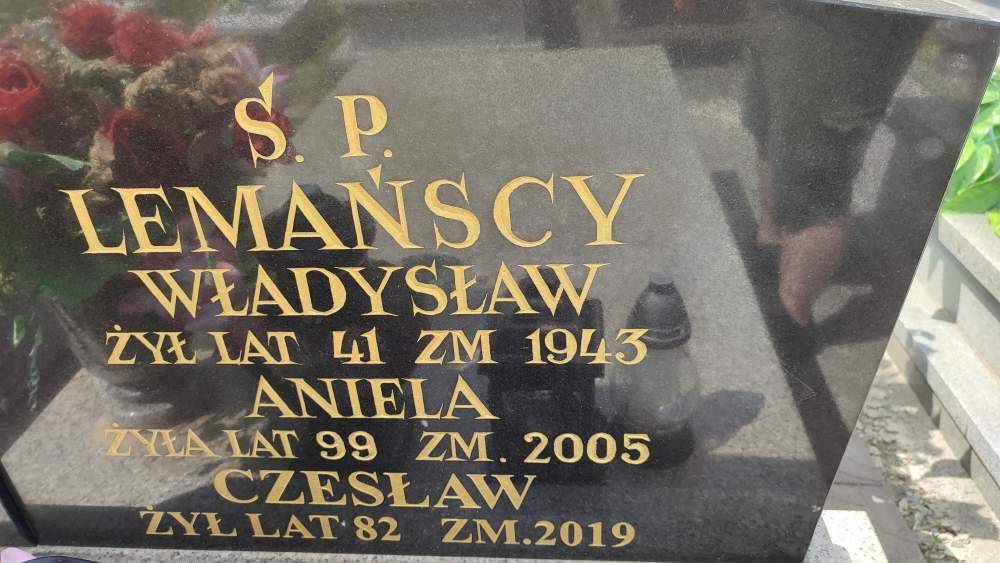 Ś. P.
LEMAŃSCY
WŁADYSŁAW
ŻYŁ LAT 41 ZM 1943
ANIELA
ŻYŁA LAT 99 ZM. 2005
CZESŁAW
ŻYŁ LAT 82 ZM.2019